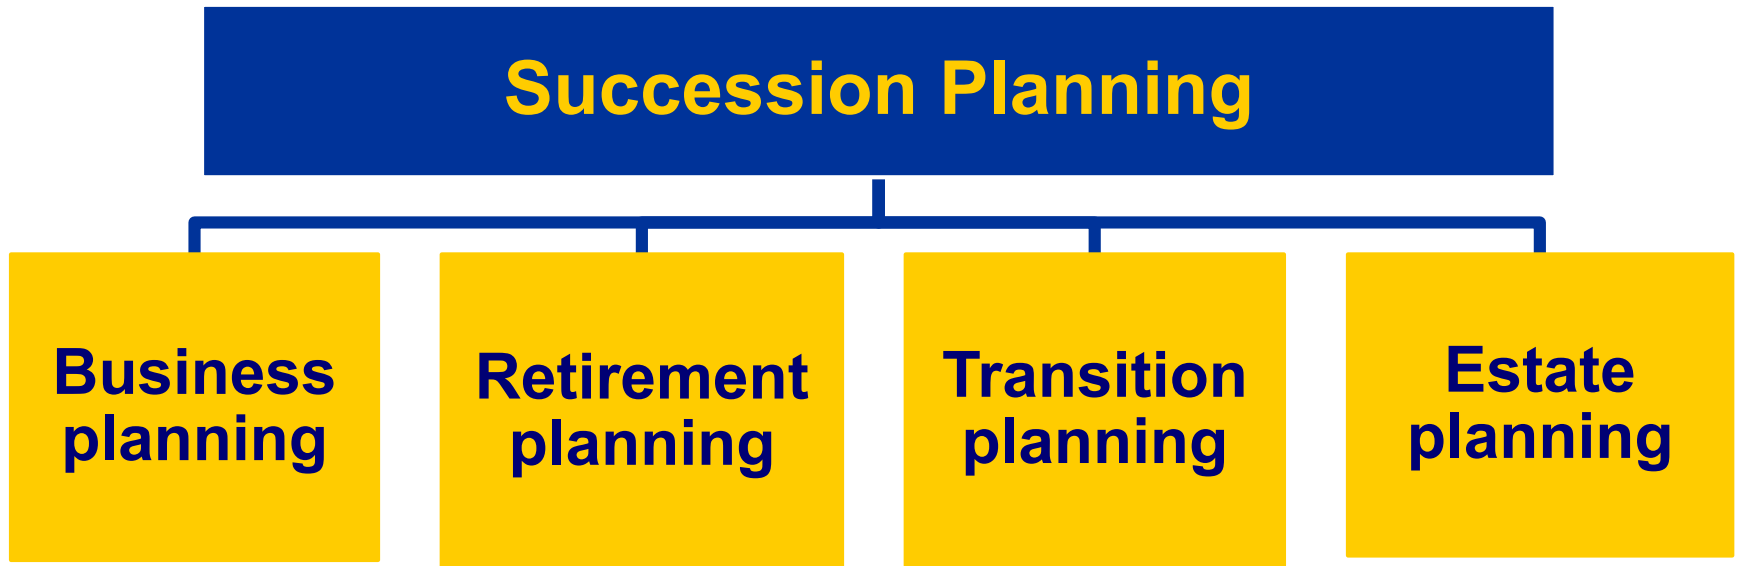 Succession Planning
Business
planning
Retirement
planning
Transition
planning
Estate
planning